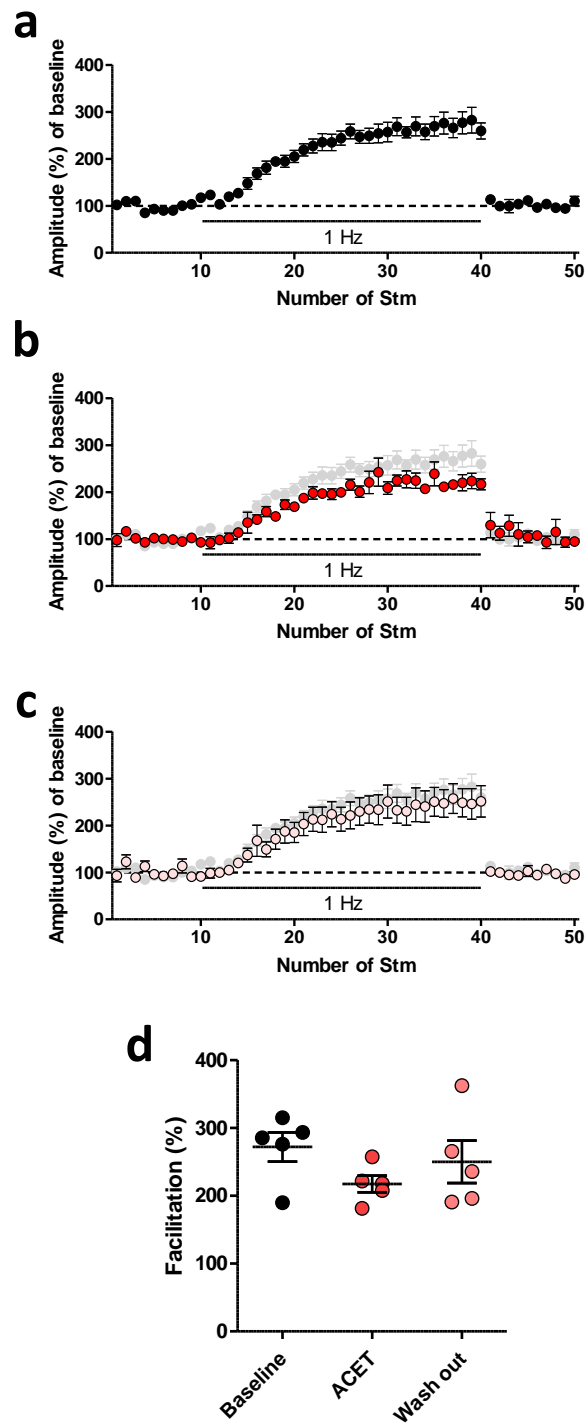 a
Amplitude (%) of baseline
400
300
200
100
0
1 Hz
10
20
30
40
50
Number of Stm
b
Amplitude (%) of baseline
400
300
200
100
0
1 Hz
10
20
30
40
50
Number of Stm
c
Amplitude (%) of baseline
400
300
200
100
0
1 Hz
10
20
30
40
50
Number of Stm
d
Facilitation (%)
400
300
200
100
0
Baseline
ACET
Wash out